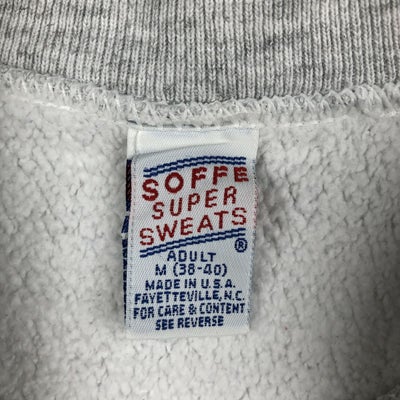 SOFFE
SUPER
SWEATS
®
ADULT
M (38-40)
MADE IN U.S.A.
FAYETTEVILLE, N.C.
FOR CARE & CONTENT
SEE REVERSE